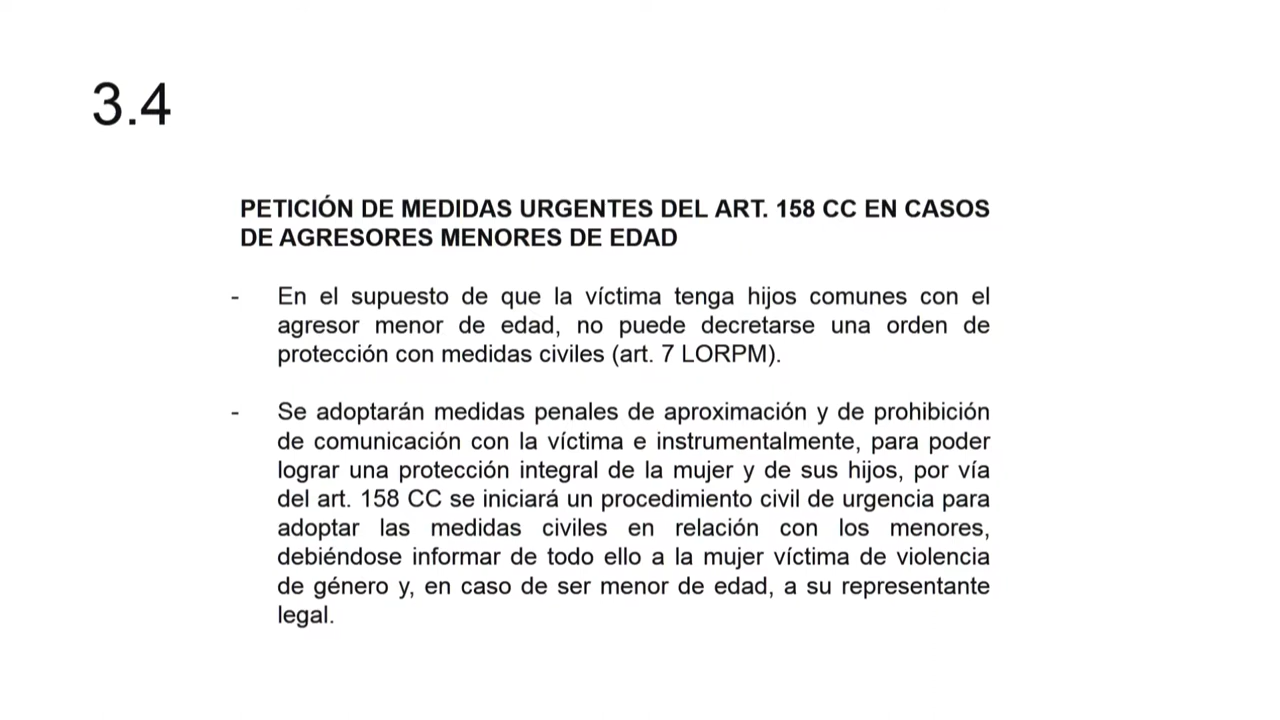 3.4
PETICIÓN DE MEDIDAS URGENTES DEL ART. 158 CC EN CASOS
DE AGRESORES MENORES DE EDAD
- En el supuesto de que la víctima tenga hijos comunes con el
agresor menor de edad, no puede decretarse una orden de
protección con medidas civiles (art. 7 LORPM).
- Se adoptarán medidas penales de aproximación y de prohibición
de comunicación con la víctima e instrumentalmente, para poder
lograr una protección integral de la mujer y de sus hijos, por vía
del art. 158 CC se iniciará un procedimiento civil de urgencia para
adoptar las medidas civiles en relación con los menores,
debiéndose informar de todo ello a la mujer víctima de violencia
de género y, en caso de ser menor de edad, a su representante
legal.